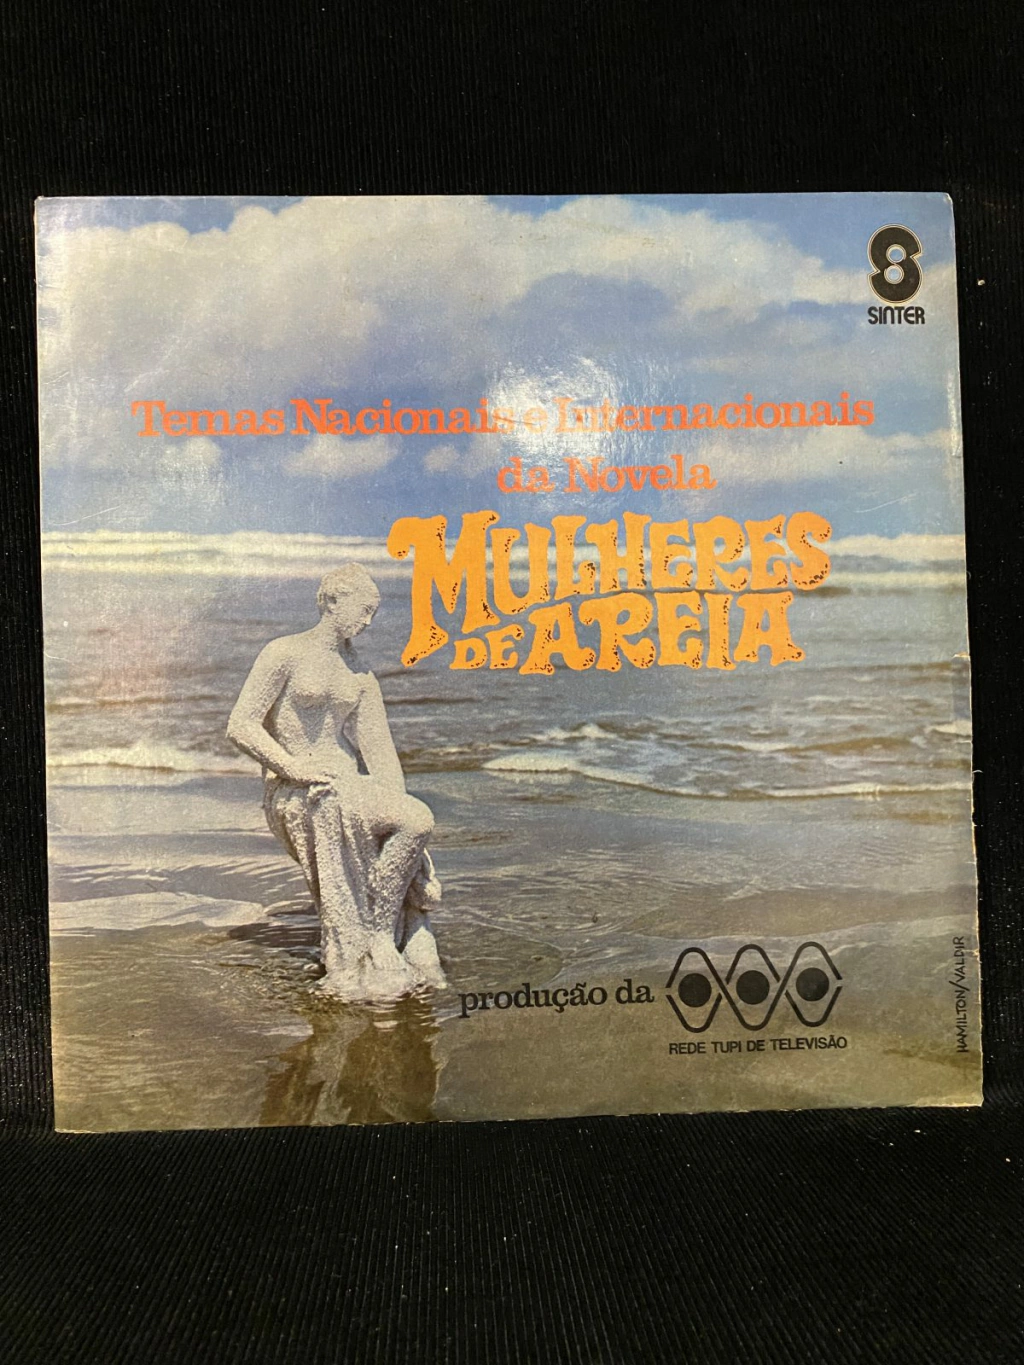 8
SINTER
Temas Nacionais e Internacionais
da Novela
MULHERES
DE AREIA
produção da
REDE TUPI DE TELEVISÃO
HAMILTON/VALDIR